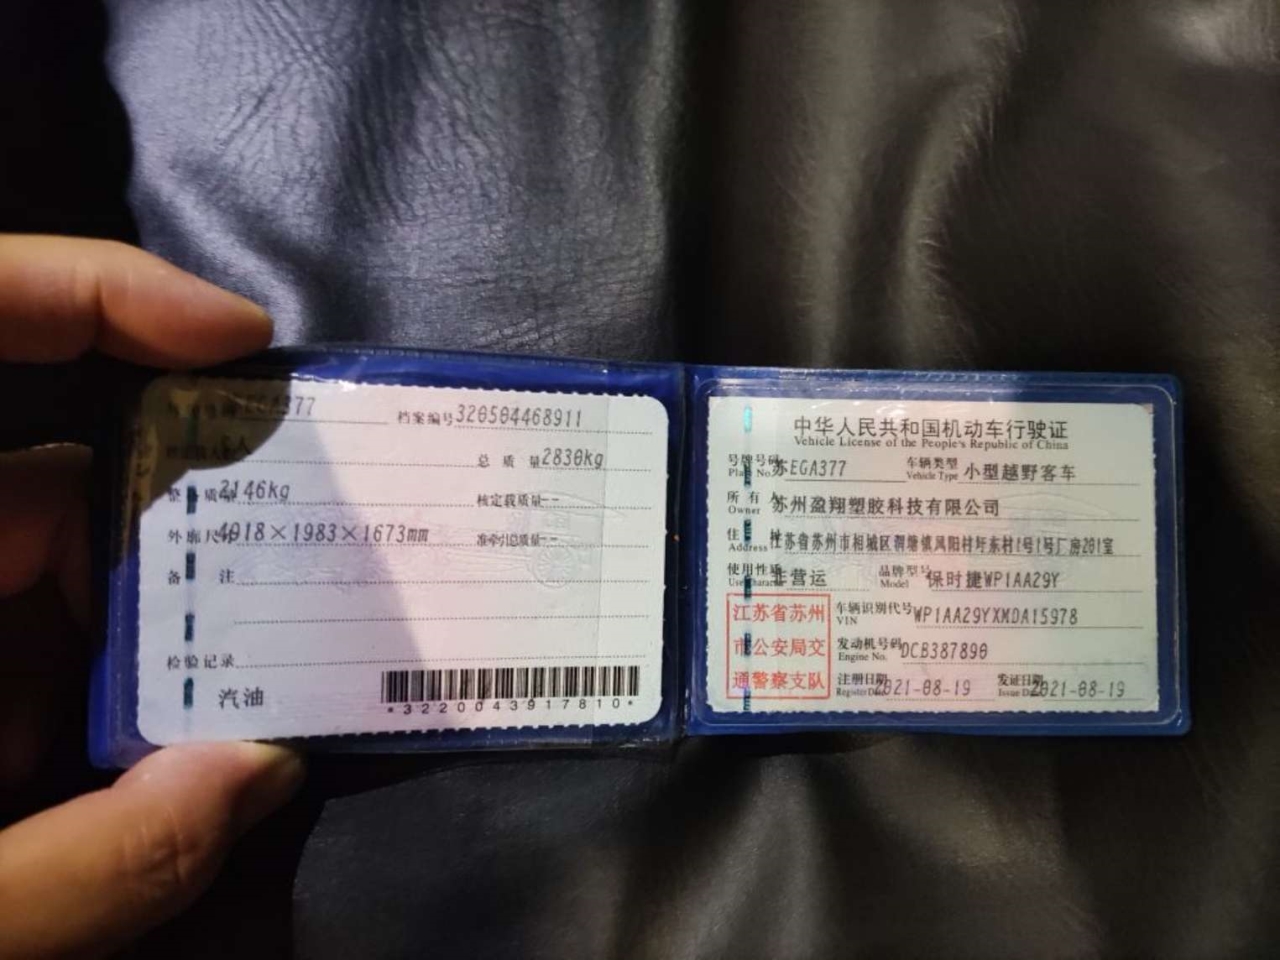 EGA377 档案编号 320504468911
总 质 量 2830kg
2146kg 核定载质量 --
外廓尺寸 4918×1983×1673mm 准牵引总质量 --
备 注
检验记录
汽油
*3220043917810*
中华人民共和国机动车行驶证
Vehicle License of the People's Republic of China
号牌号码 苏EGA377 车辆类型 小型越野客车
Plate No. Vehicle Type
所 有 人 苏州盈翔塑胶科技有限公司
Owner
住 址 江苏省苏州市相城区 镇凤阳村圩东村1号1号厂房201室
Address
使用性质 非营运 品牌型号 保时捷WP1AA29Y
Use Character Model
江苏省苏州
市公安局交
通警察支队
车辆识别代号 WP1AA29YXMDA15978
VIN
发动机号码 DCB387890
Engine No.
注册日期 2021-08-19 发证日期 2021-08-19
Register Date Issue Date